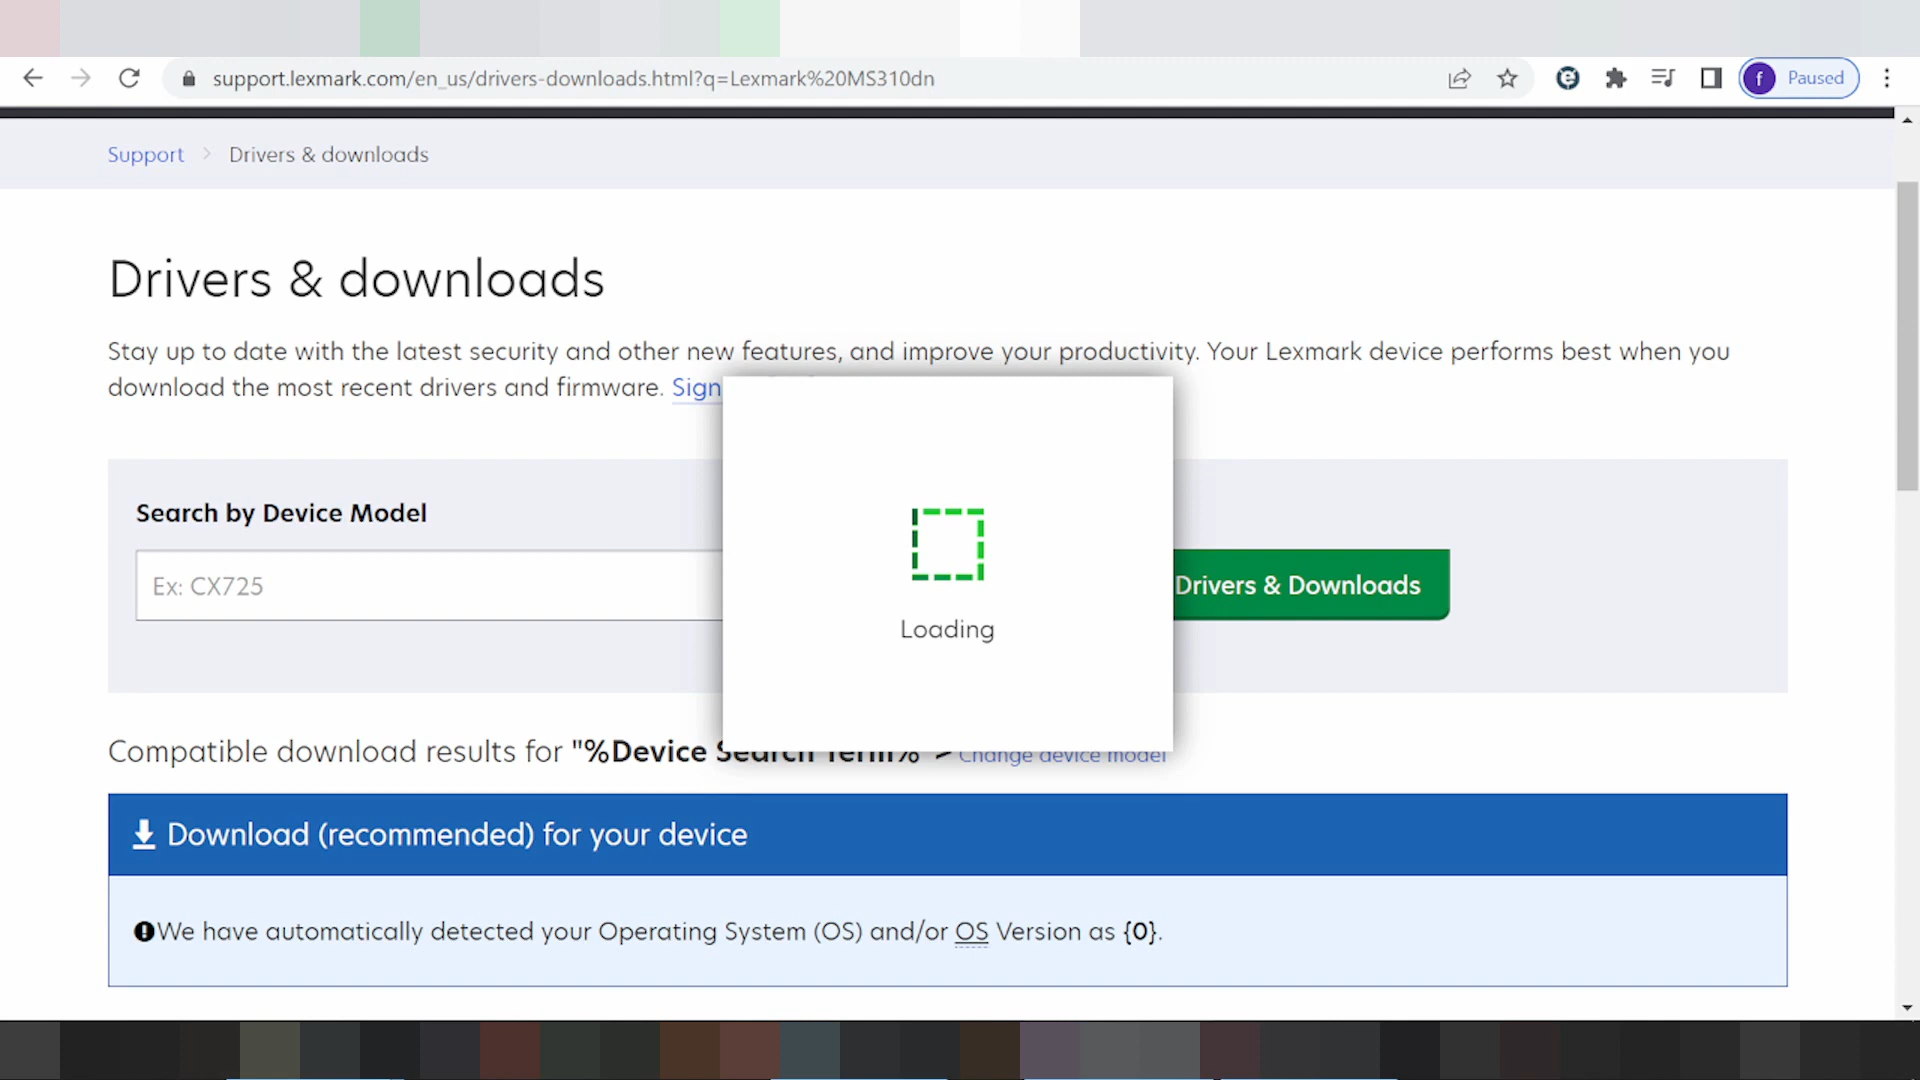 support.lexmark.com/en_us/drivers-downloads.html?q=Lexmark%20MS310dn
f Paused
Support > Drivers & downloads
Drivers & downloads
Stay up to date with the latest security and other new features, and improve your productivity. Your Lexmark device performs best when you
download the most recent drivers and firmware. Sign
Search by Device Model
Ex: CX725
Drivers & Downloads
Loading
Compatible download results for "%Device Search Term% > Change device model
Download (recommended) for your device
We have automatically detected your Operating System (OS) and/or OS Version as {0}.